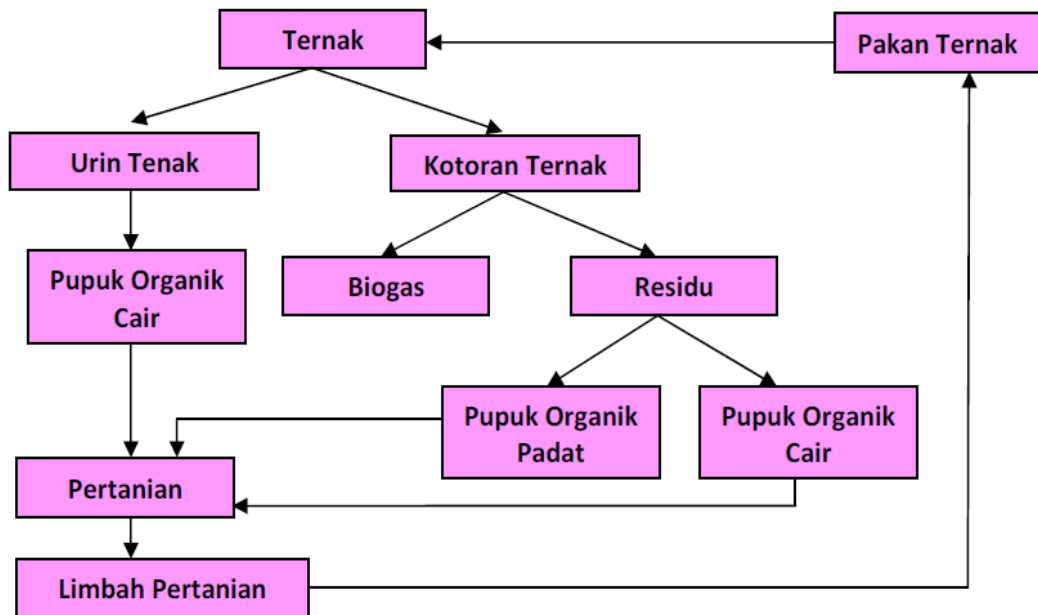 Ternak
Pakan Ternak
Urin Tenak
Kotoran Ternak
Pupuk Organik
Cair
Biogas
Residu
Pupuk Organik
Padat
Pupuk Organik
Cair
Pertanian
Limbah Pertanian